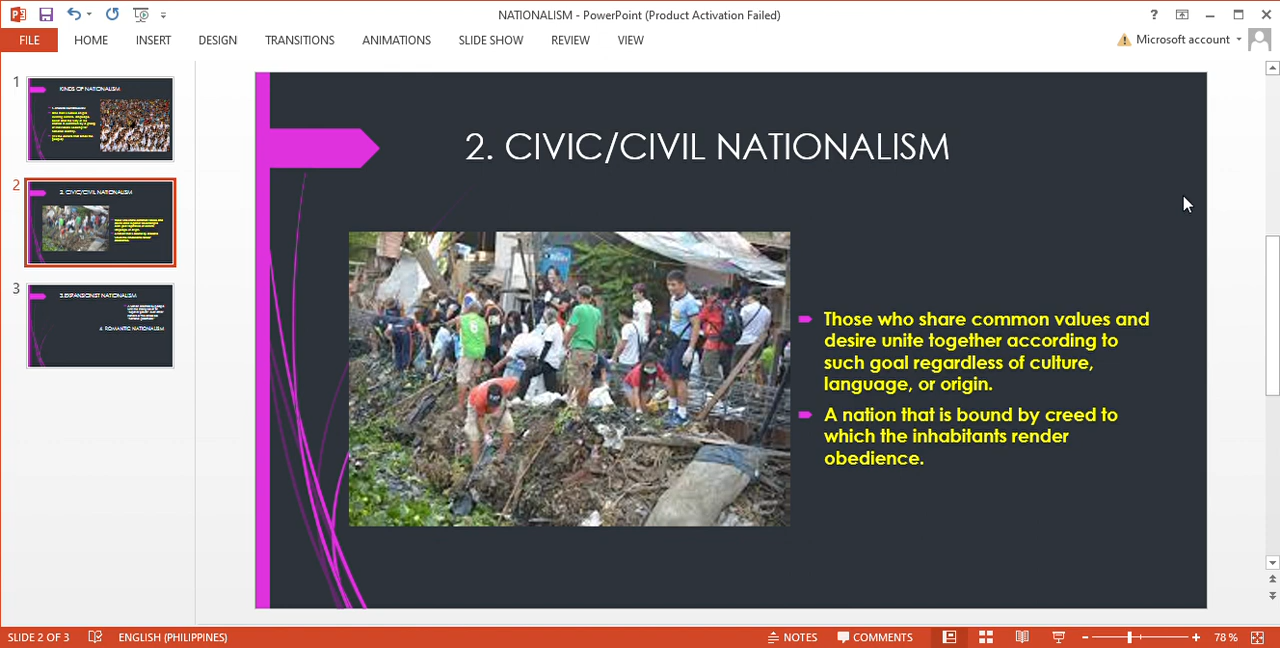 NATIONALISM - PowerPoint (Product Activation Failed)
FILE HOME INSERT DESIGN TRANSITIONS ANIMATIONS SLIDE SHOW REVIEW VIEW
Microsoft account
1
KINDS OF NATIONALISM
2
2. CIVIC/CIVIL NATIONALISM
3
3.EXPANSIONIST NATIONALISM
4. ROMANTIC NATIONALISM
2. CIVIC/CIVIL NATIONALISM
Those who share common values and
desire unite together according to
such goal regardless of culture,
language, or origin.
A nation that is bound by creed to
which the inhabitants render
obedience.
SLIDE 2 OF 3 ENGLISH (PHILIPPINES) NOTES COMMENTS 78 %